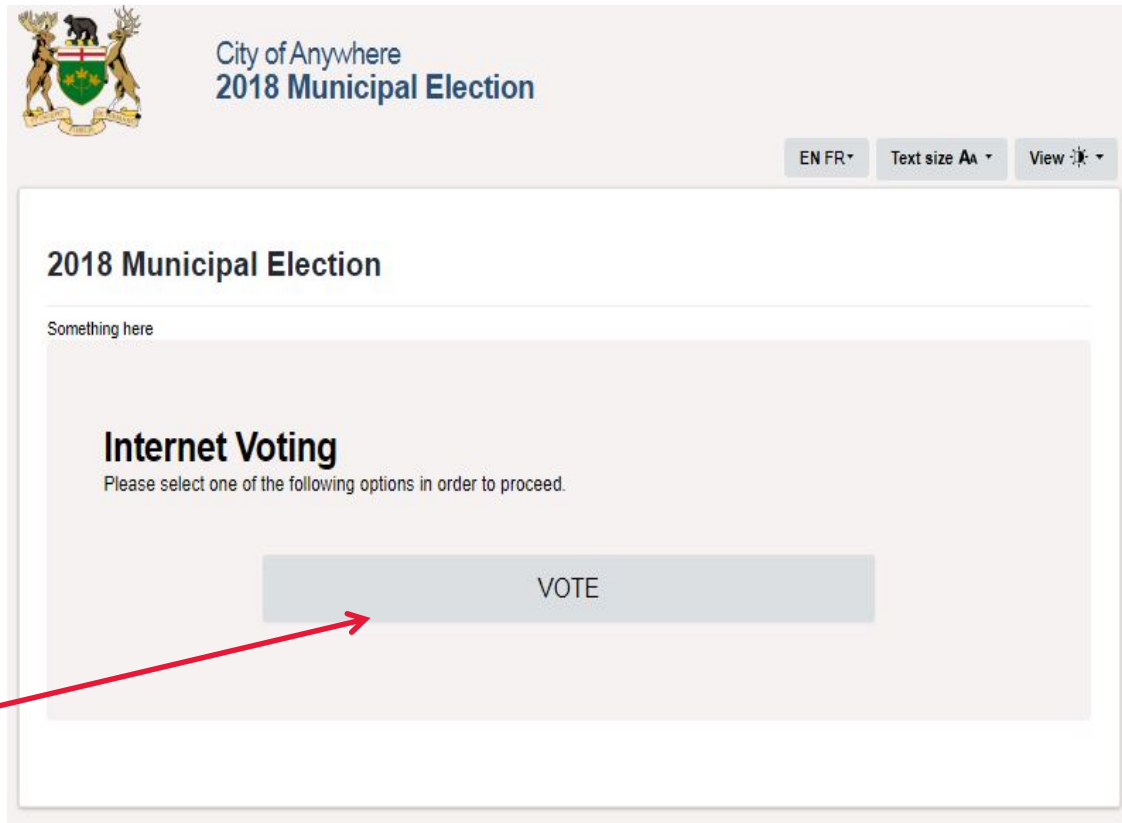 City of Anywhere
2018 Municipal Election
EN FR
Text size AA
View
2018 Municipal Election
Something here
Internet Voting
Please select one of the following options in order to proceed.
VOTE